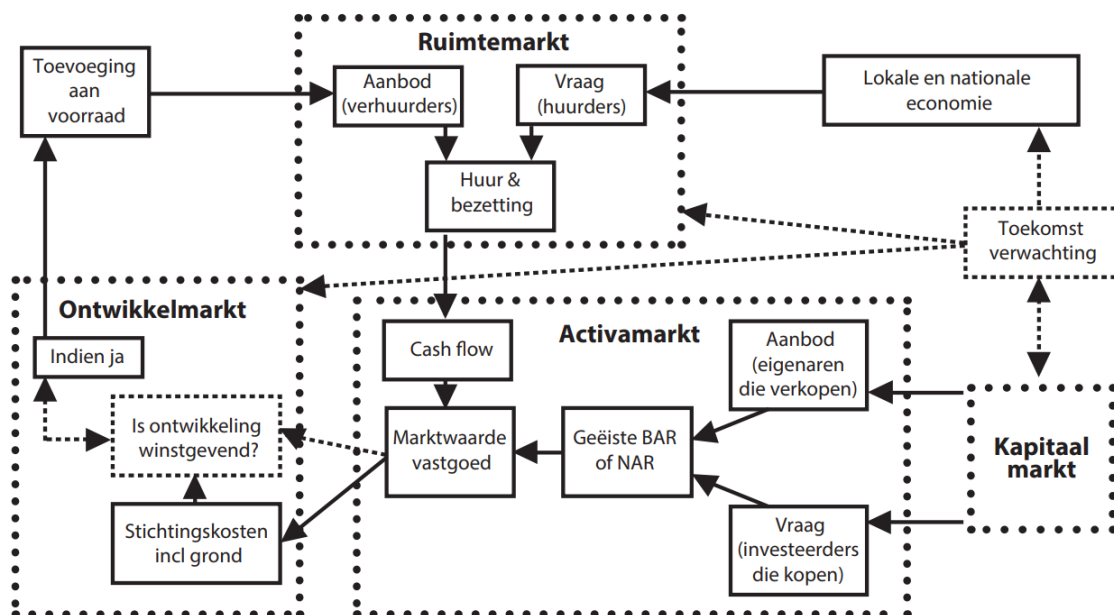 Ruimtemarkt
Toevoeging
aan
voorraad
Aanbod
(verhuurders)
Vraag
(huurders)
Lokale en nationale
economie
Huur &
bezetting
Toekomst
verwachting
Ontwikkelmarkt
Indien ja
Is ontwikkeling
winstgevend?
Stichtingskosten
incl grond
Activamarkt
Cash flow
Marktwaarde
vastgoed
Geëiste BAR
of NAR
Aanbod
(eigenaren
die verkopen)
Vraag
(investeerders
die kopen)
Kapitaal
markt